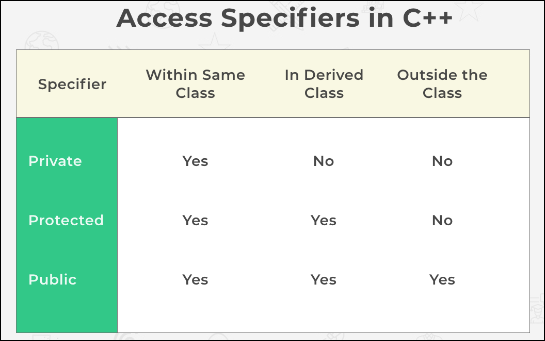 Access Specifiers in C++
Specifier Within Same Class In Derived Class Outside the Class
Private Yes No No
Protected Yes Yes No
Public Yes Yes Yes